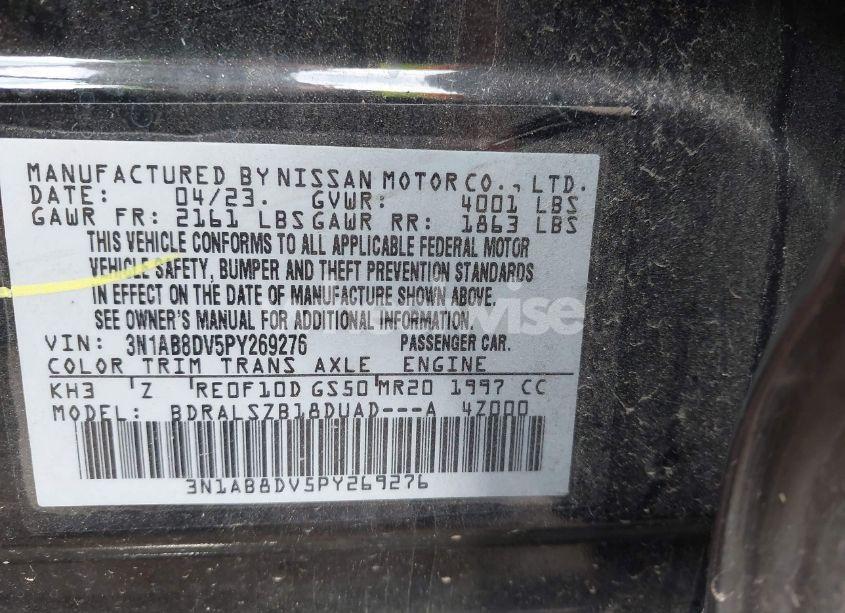 MANUFACTURED BY NISSAN MOTOR CO., LTD.
DATE: 04/23. GVWR: 4001 LBS
GAWR FR: 2161 LBS GAWR RR: 1863 LBS
THIS VEHICLE CONFORMS TO ALL APPLICABLE FEDERAL MOTOR
VEHICLE SAFETY, BUMPER AND THEFT PREVENTION STANDARDS
IN EFFECT ON THE DATE OF MANUFACTURE SHOWN ABOVE.
SEE OWNER'S MANUAL FOR ADDITIONAL INFORMATION.
VIN: 3N1AB8DV5PY269276 PASSENGER CAR.
COLOR TRIM TRANS AXLE ENGINE
KH3 Z RE0F10D GS50 MR20 1997 CC
MODEL: BDRALSZB18DUAD---A 4Z000
3N1AB8DV5PY269276